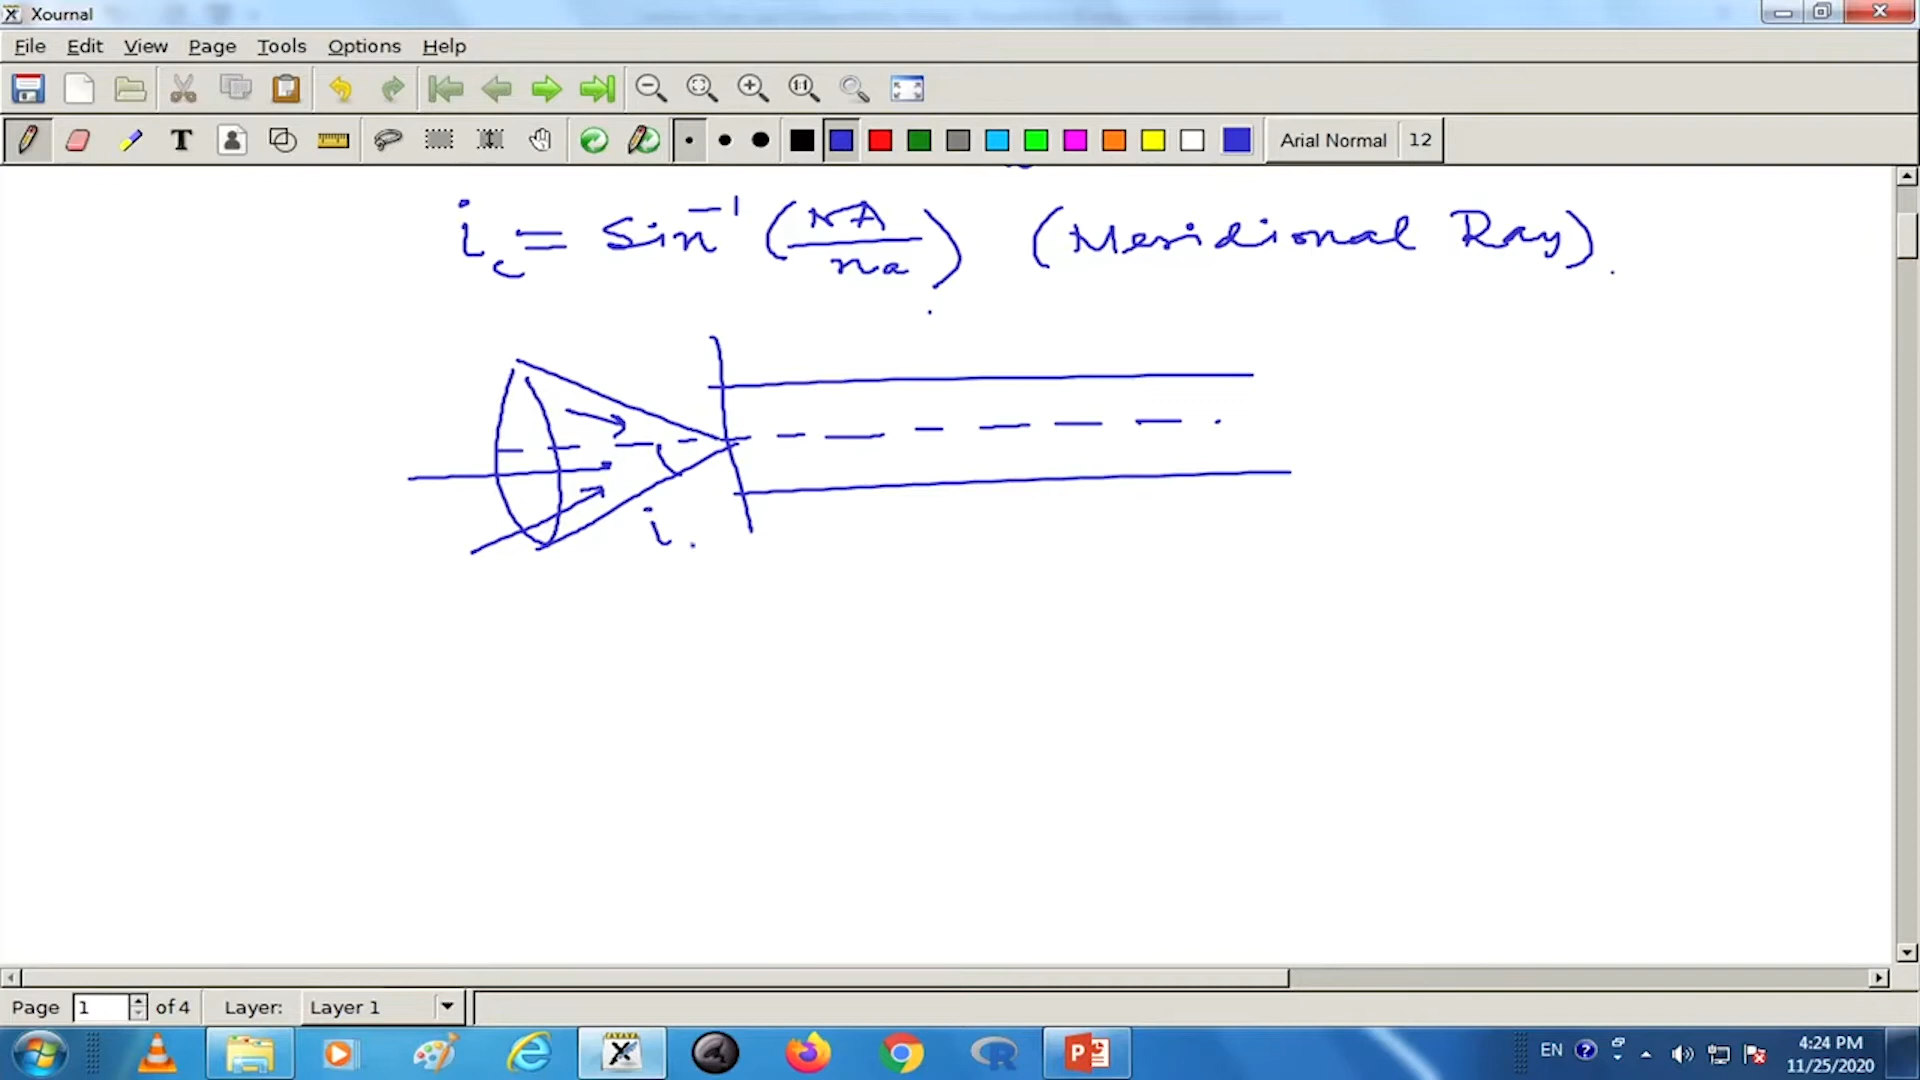 Xournal
File Edit View Page Tools Options Help
Arial Normal 12
i_c = Sin^-1 (NA/na) (Meridional Ray).
i.
Page 1 of 4 Layer: Layer 1
EN 4:24 PM
11/25/2020